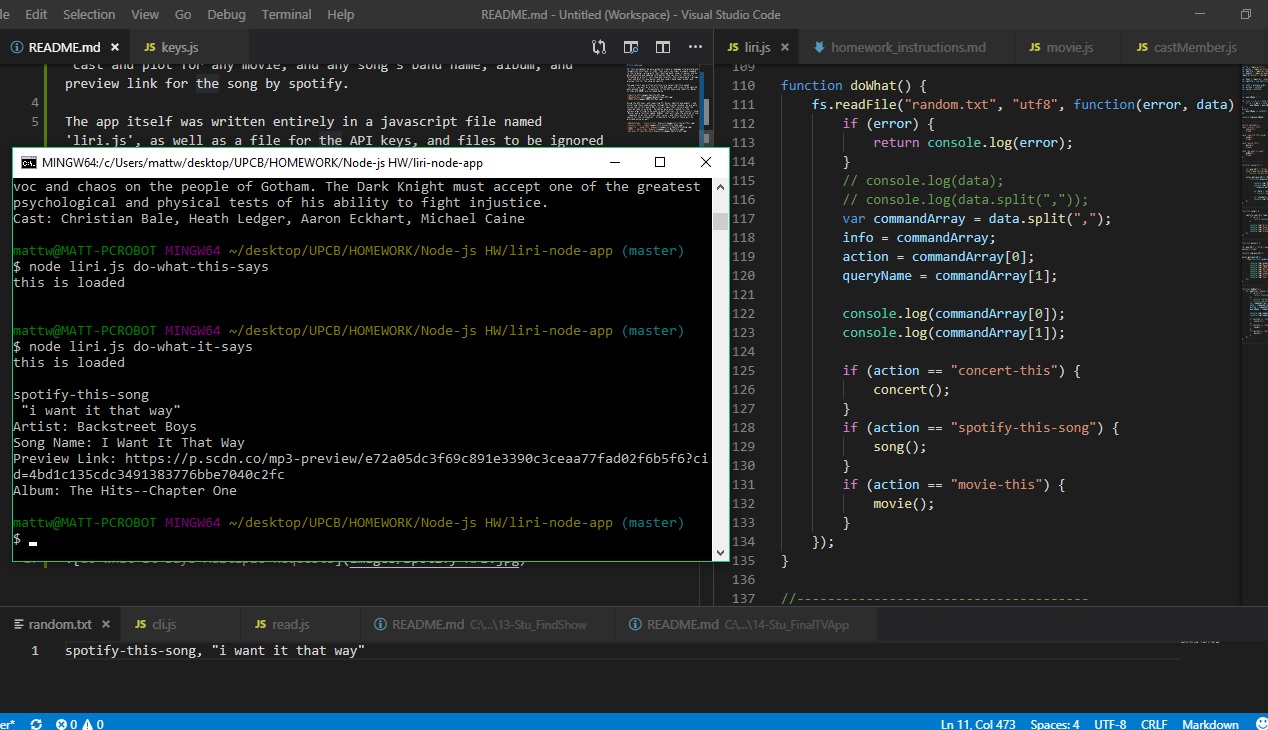 le Edit Selection View Go Debug Terminal Help README.md - Untitled (Workspace) - Visual Studio Code
README.md × JS keys.js
cast and plot for any movie, and any song's band name, album, and
preview link for the song by spotify.
4
5 The app itself was written entirely in a javascript file named
'liri.js', as well as a file for the API keys, and files to be ignored
MINGW64:/c/Users/mattw/desktop/UPCB/HOMEWORK/Node-js HW/liri-node-app
voc and chaos on the people of Gotham. The Dark Knight must accept one of the greatest
psychological and physical tests of his ability to fight injustice.
Cast: Christian Bale, Heath Ledger, Aaron Eckhart, Michael Caine
mattw@MATT-PCROBOT MINGW64 ~/desktop/UPCB/HOMEWORK/Node-js HW/liri-node-app (master)
$ node liri.js do-what-this-says
this is loaded
mattw@MATT-PCROBOT MINGW64 ~/desktop/UPCB/HOMEWORK/Node-js HW/liri-node-app (master)
$ node liri.js do-what-it-says
this is loaded
spotify-this-song
"i want it that way"
Artist: Backstreet Boys
Song Name: I Want It That Way
Preview Link: https://p.scdn.co/mp3-preview/e72a05dc3f69c891e3390c3ceaa77fad02f6b5f6?ci
d=4bd1c135cdc3491383776bbe7040c2fc
Album: The Hits--Chapter One
mattw@MATT-PCROBOT MINGW64 ~/desktop/UPCB/HOMEWORK/Node-js HW/liri-node-app (master)
$
JS liri.js × homework_instructions.md JS movie.js JS castMember.js
109
110 function doWhat() {
111 fs.readFile("random.txt", "utf8", function(error, data)
112 if (error) {
113 return console.log(error);
114 }
115 // console.log(data);
116 // console.log(data.split(","));
117 var commandArray = data.split(",");
118 info = commandArray;
119 action = commandArray[0];
120 queryName = commandArray[1];
121
122 console.log(commandArray[0]);
123 console.log(commandArray[1]);
124
125 if (action == "concert-this") {
126 concert();
127 }
128 if (action == "spotify-this-song") {
129 song();
130 }
131 if (action == "movie-this") {
132 movie();
133 }
134 });
135 }
136
137 //--------------------------------------
random.txt × JS cli.js JS read.js README.md C:\...\13-Stu_FindShow README.md C:\...\14-Stu_FinalTVApp
1 spotify-this-song, "i want it that way"
er* 0 0 Ln 11, Col 473 Spaces: 4 UTF-8 CRLF Markdown